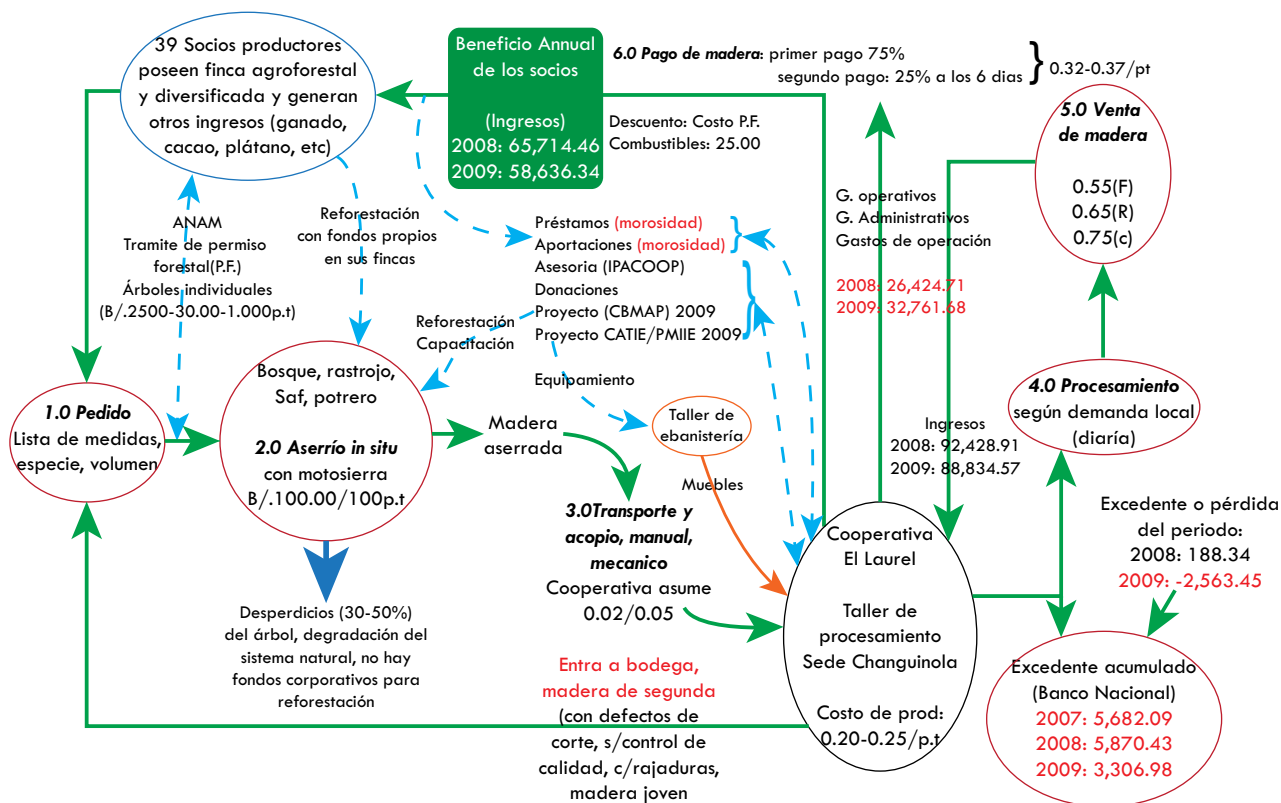 39 Socios productores
poseen finca agroforestal
y diversificada y generan
otros ingresos (ganado,
cacao, plátano, etc)
Beneficio Annual
de los socios
(Ingresos)
2008: 65,714.46
2009: 58,636.34
6.0 Pago de madera: primer pago 75%
segundo pago: 25% a los 6 dias
0.32-0.37/pt
Descuento: Costo P.F.
Combustibles: 25.00
5.0 Venta
de madera
0.55(F)
0.65(R)
0.75(c)
ANAM
Tramite de permiso
forestal(P.F.)
Árboles individuales
(B/.2500-30.00-1.000p.t)
Reforestación
con fondos propios
en sus fincas
Préstamos (morosidad)
Aportaciones (morosidad)
Asesoria (IPACOOP)
Donaciones
Proyecto (CBMAP) 2009
Proyecto CATIE/PMIIE 2009
G. operativos
G. Administrativos
Gastos de operación
2008: 26,424.71
2009: 32,761.68
Reforestación
Capacitación
Equipamiento
1.0 Pedido
Lista de medidas,
especie, volumen
Bosque, rastrojo,
Saf, potrero
2.0 Aserrío in situ
con motosierra
B/.100.00/100p.t
Madera
aserrada
Taller de
ebanistería
Muebles
4.0 Procesamiento
según demanda local
(diaría)
Ingresos
2008: 92,428.91
2009: 88,834.57
3.0Transporte y
acopio, manual,
mecanico
Cooperativa asume
0.02/0.05
Cooperativa
El Laurel
Taller de
procesamiento
Sede Changuinola
Costo de prod:
0.20-0.25/p.t
Excedente o pérdida
del periodo:
2008: 188.34
2009: -2,563.45
Desperdicios (30-50%)
del árbol, degradación del
sistema natural, no hay
fondos corporativos para
reforestación
Entra a bodega,
madera de segunda
(con defectos de
corte, s/control de
calidad, c/rajaduras,
madera joven
Excedente acumulado
(Banco Nacional)
2007: 5,682.09
2008: 5,870.43
2009: 3,306.98